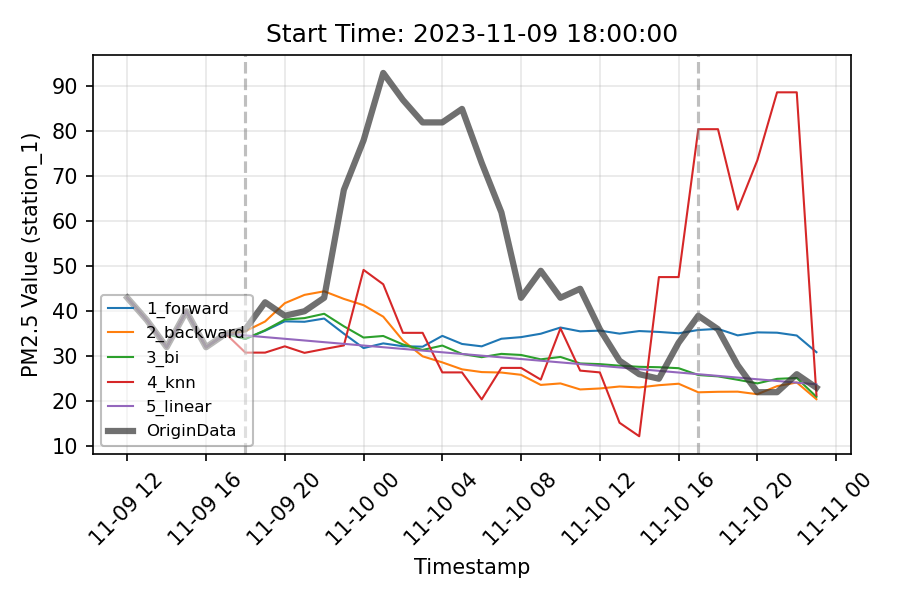 Start Time: 2023-11-09 18:00:00
PM2.5 Value (station_1)
90
80
70
60
50
40
30
20
10
1_forward
2_backward
3_bi
4_knn
5_linear
OriginData
11-09 12
11-09 16
11-09 20
11-10 00
11-10 04
11-10 08
11-10 12
11-10 16
11-10 20
11-11 00
Timestamp